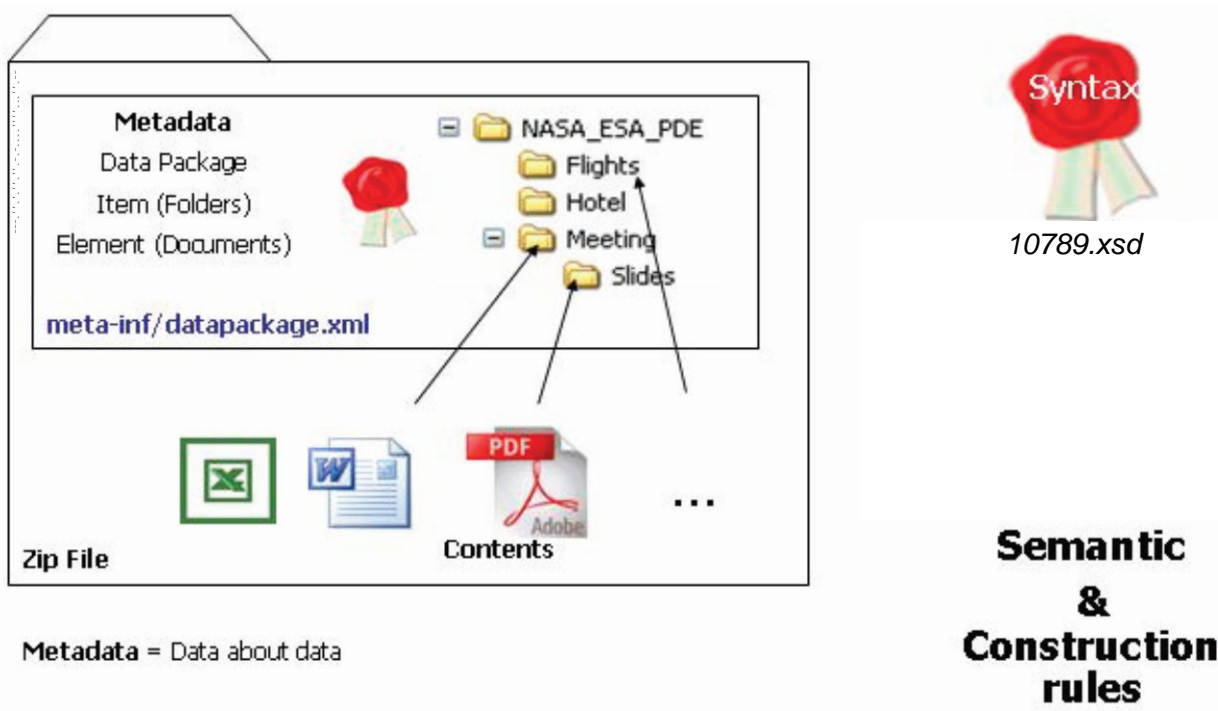 Metadata
Data Package
Item (Folders)
Element (Documents)
meta-inf/datapackage.xml
NASA_ESA_PDE
Flights
Hotel
Meeting
Slides
W
PDF
Adobe
...
Zip File
Contents
Metadata = Data about data
Syntax
10789.xsd
Semantic
&
Construction
rules